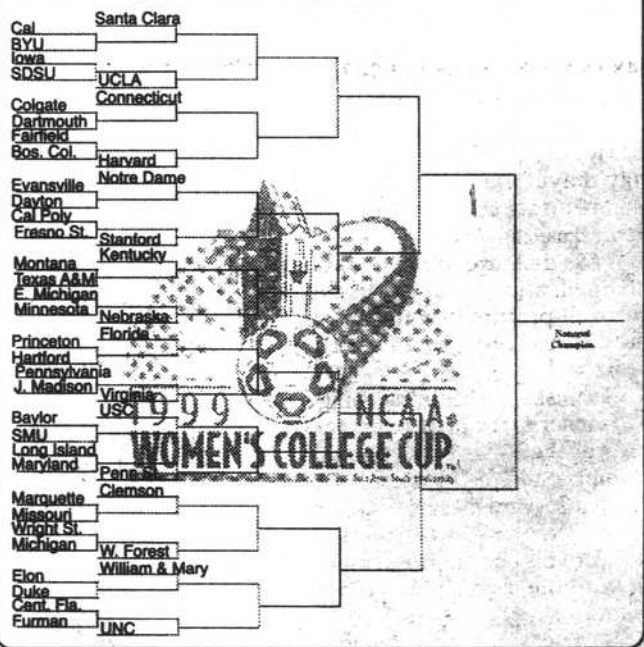 Santa Clara
Cal
BYU
Iowa
SDSU
UCLA
Connecticut
Colgate
Dartmouth
Fairfield
Bos. Col.
Harvard
Notre Dame
Evansville
Dayton
Cal Poly
Fresno St.
Stanford
Kentucky
Montana
Texas A&M
E. Michigan
Minnesota
Nebraska
Florida
Princeton
Hartford
Pennsylvania
J. Madison
Virginia
USC
Baylor
SMU
Long Island
Maryland
Penn St.
Clemson
Marquette
Missouri
Wright St.
Michigan
W. Forest
William & Mary
Elon
Duke
Cent. Fla.
Furman
UNC
Champion
1999 NCAA
WOMEN'S COLLEGE CUP